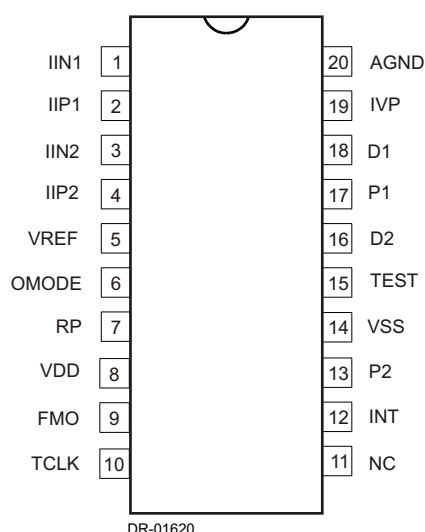 IIN1 1 20 AGND
IIP1 2 19 IVP
IIN2 3 18 D1
IIP2 4 17 P1
VREF 5 16 D2
OMODE 6 15 TEST
RP 7 14 VSS
VDD 8 13 P2
FMO 9 12 INT
TCLK 10 11 NC
DR-01620